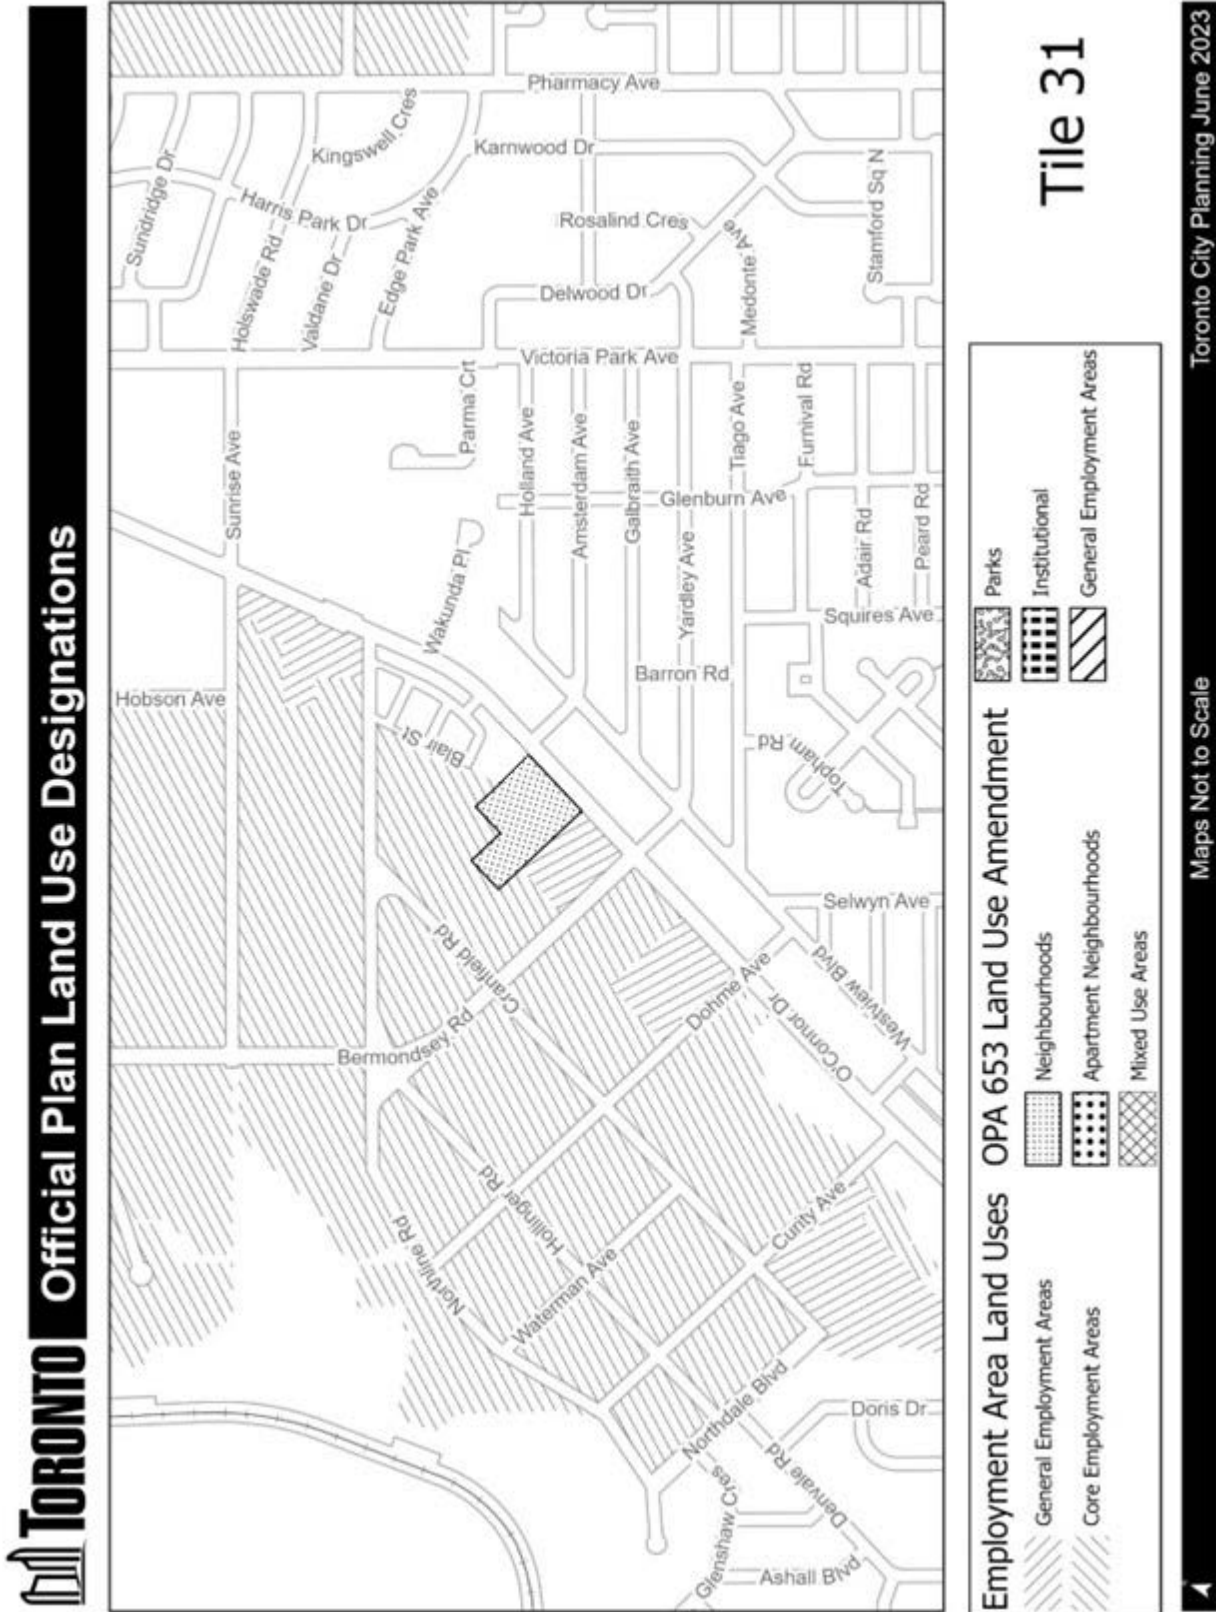 TORONTO Official Plan Land Use Designations
Hobson Ave
Sunrise Ave
Sundridge Dr
Harris Park Dr
Kingswell Cres
Holswade Rd
Valdane Dr
Edge Park Ave
Pharmacy Ave
Karnwood Dr
Rosalind Cres
Delwood Dr
Medonte Ave
Stamford Sq N
Victoria Park Ave
Parma Crt
Wakunda Pl
Holland Ave
Amsterdam Ave
Galbraith Ave
Glenburn Ave
Yardley Ave
Tiago Ave
Furnival Rd
Adair Rd
Peard Rd
Squires Ave
Barron Rd
Topham Rd
Blair St
Cranfield Rd
Bermondsey Rd
Selwyn Ave
Westview Blvd
O'Connor Dr
Dohme Ave
Northline Rd
Hollinger Rd
Waterman Ave
Curity Ave
Northdale Blvd
Doris Dr
Denvale Rd
Glenshaw Cres
Ashall Blvd
Employment Area Land Uses
General Employment Areas
Core Employment Areas
OPA 653 Land Use Amendment
Neighbourhoods
Apartment Neighbourhoods
Mixed Use Areas
Parks
Institutional
General Employment Areas
Tile 31
Maps Not to Scale
Toronto City Planning June 2023